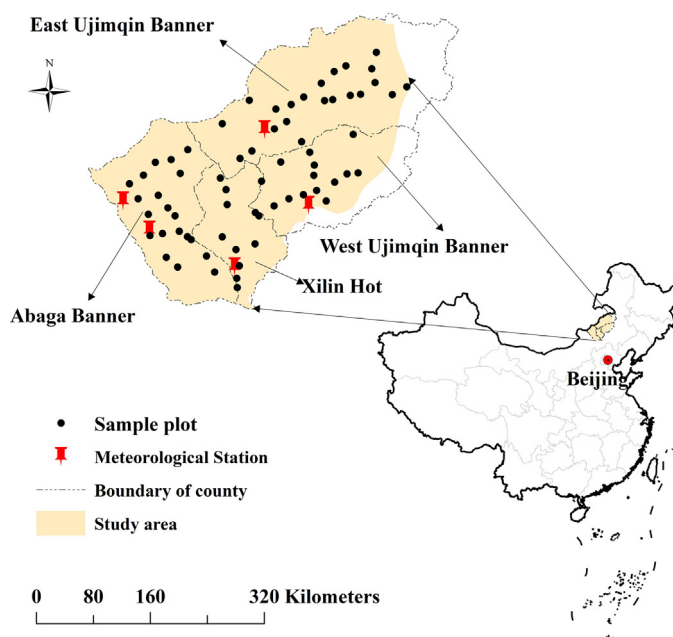 East Ujimqin Banner
N
West Ujimqin Banner
Xilin Hot
Abaga Banner
Beijing
Sample plot
Meteorological Station
Boundary of county
Study area
0 80 160 320 Kilometers